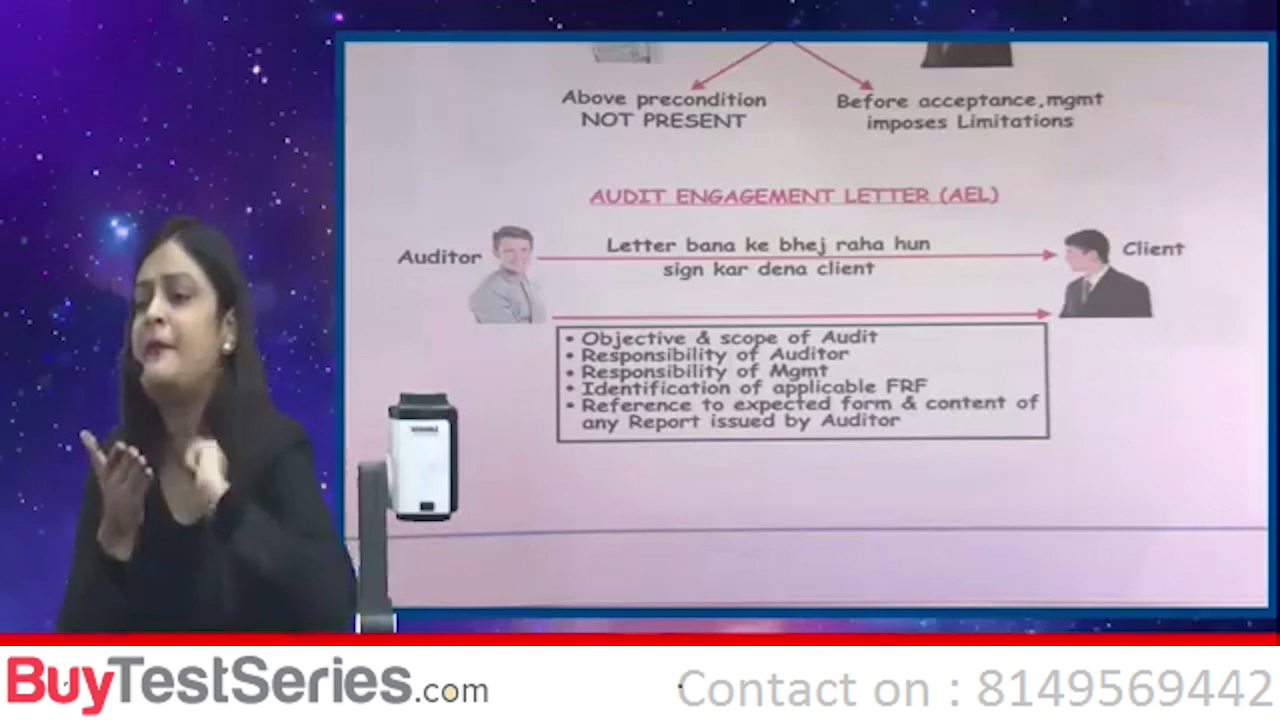 Above precondition
NOT PRESENT
Before acceptance,mgmt
imposes Limitations
AUDIT ENGAGEMENT LETTER (AEL)
Auditor
Letter bana ke bhej raha hun
sign kar dena client
Client
• Objective & scope of Audit
• Responsibility of Auditor
• Responsibility of Mgmt
• Identification of applicable FRF
• Reference to expected form & content of
any Report issued by Auditor
BuyTestSeries.com
Contact on : 8149569442